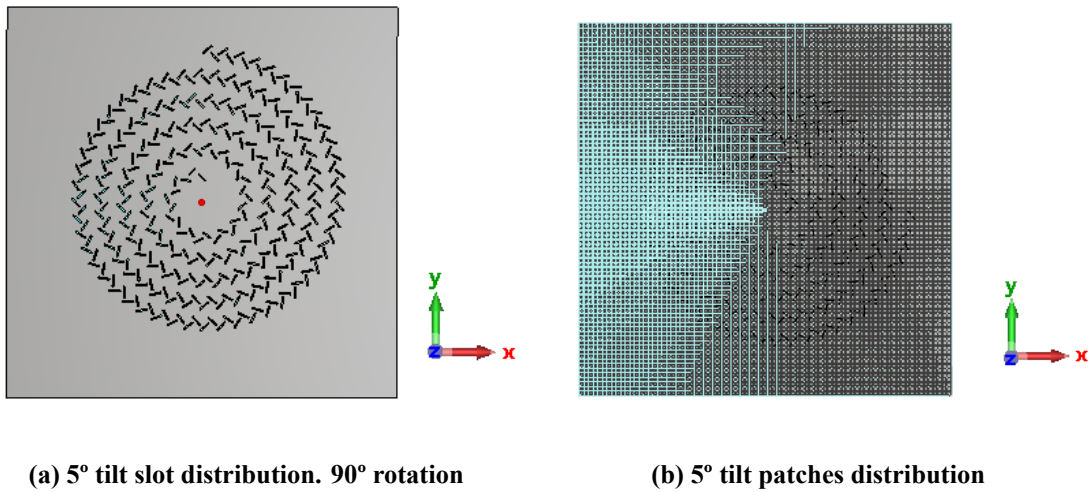 y
z
x
y
z
x
(a) 5º tilt slot distribution. 90º rotation
(b) 5º tilt patches distribution